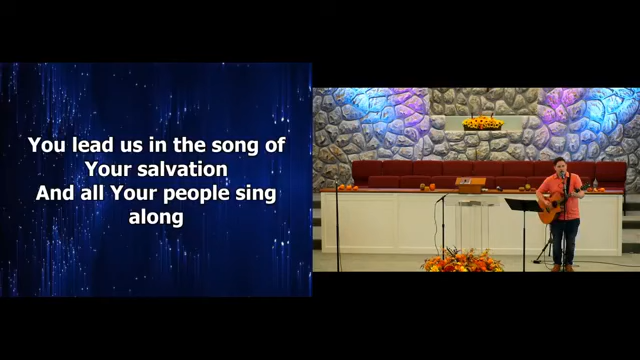 You lead us in the song of
Your salvation
And all Your people sing
along